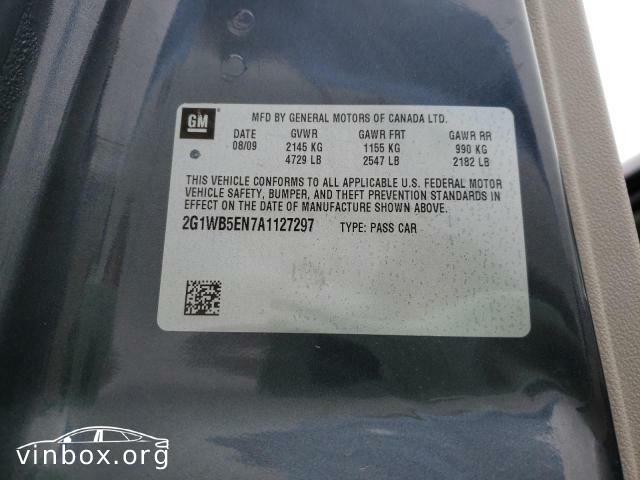 GM
MFD BY GENERAL MOTORS OF CANADA LTD.
DATE GVWR GAWR FRT GAWR RR
08/09 2145 KG 1155 KG 990 KG
4729 LB 2547 LB 2182 LB
THIS VEHICLE CONFORMS TO ALL APPLICABLE U.S. FEDERAL MOTOR
VEHICLE SAFETY, BUMPER, AND THEFT PREVENTION STANDARDS IN
EFFECT ON THE DATE OF MANUFACTURE SHOWN ABOVE.
2G1WB5EN7A1127297 TYPE: PASS CAR
vinbox.org